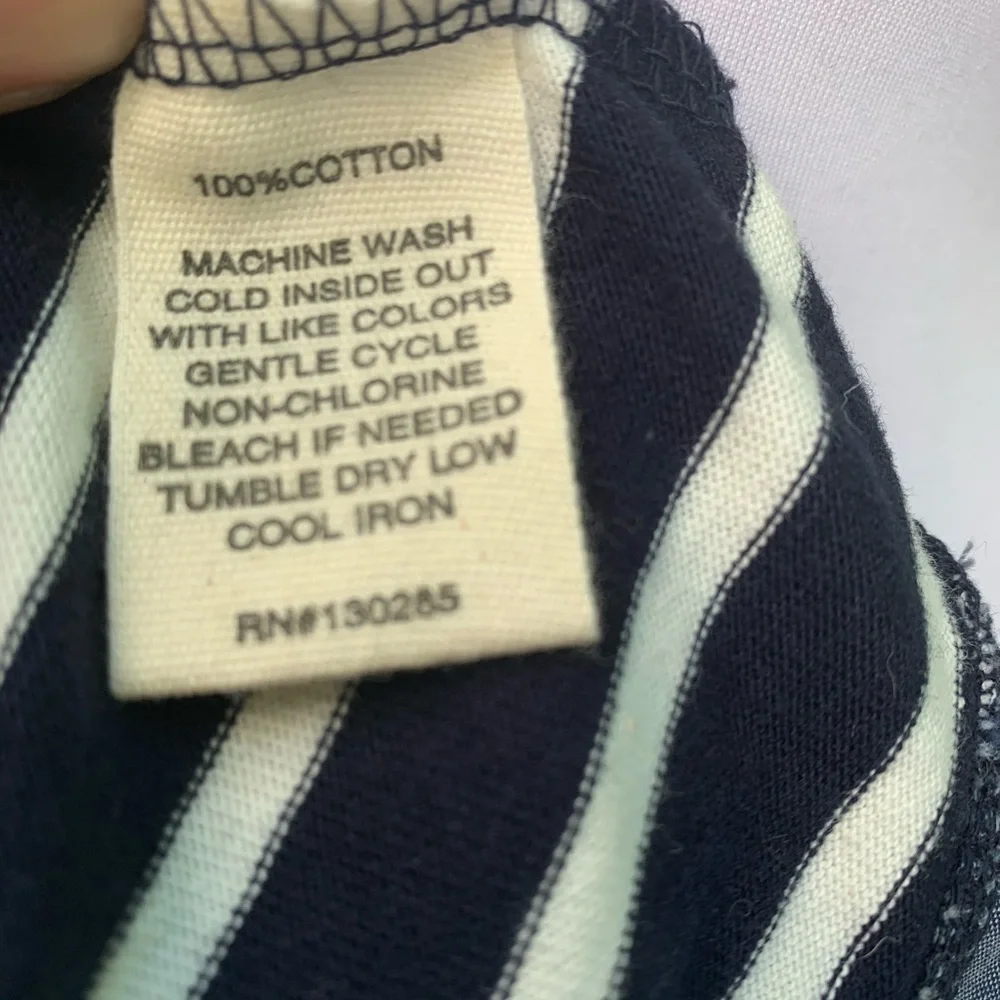 100%COTTON
MACHINE WASH
COLD INSIDE OUT
WITH LIKE COLORS
GENTLE CYCLE
NON-CHLORINE
BLEACH IF NEEDED
TUMBLE DRY LOW
COOL IRON
RN#130285